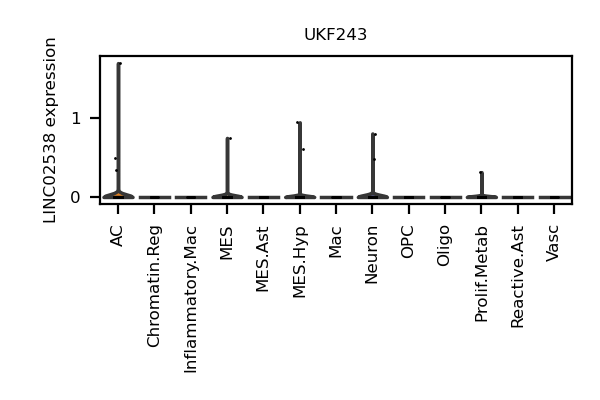 UKF243
LINC02538 expression
1
0
AC
Chromatin.Reg
Inflammatory.Mac
MES
MES.Ast
MES.Hyp
Mac
Neuron
OPC
Oligo
Prolif.Metab
Reactive.Ast
Vasc